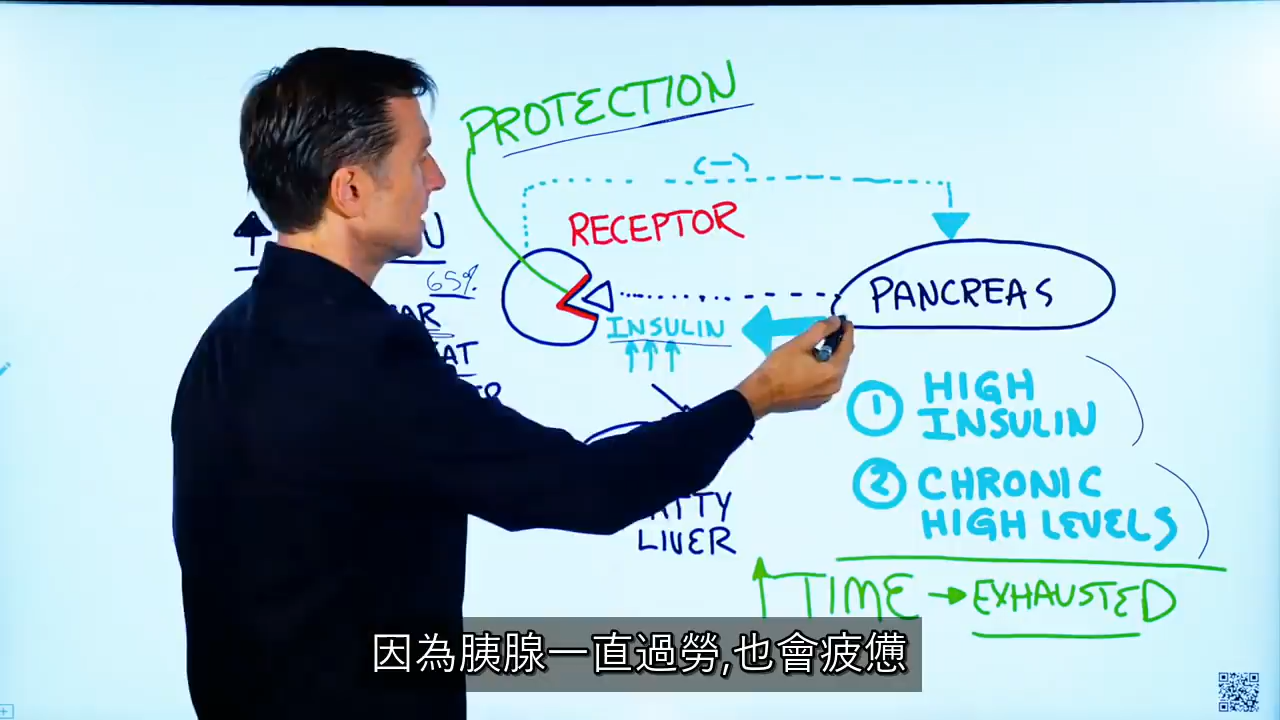 PROTECTION
(-)
RECEPTOR
65%
PANCREAS
INSULIN
① HIGH
INSULIN
② CHRONIC
HIGH LEVELS
LIVER
TIME → EXHAUSTED
因為胰腺一直過勞,也會疲憊